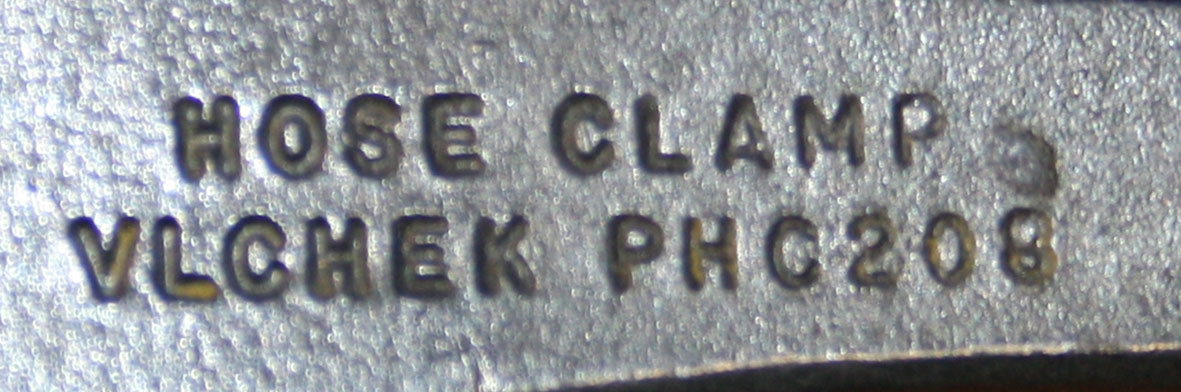 HOSE CLAMP
VLCHEK PHC208